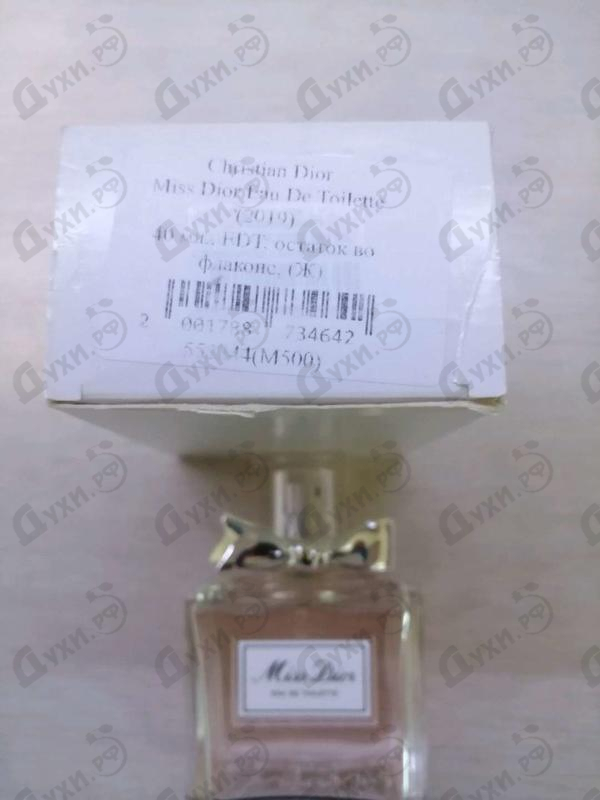 Christian Dior
Miss Dior Eau De Toilette
(2019)
40 EDT, остаток во
флаконе, (Ж)
2 001788 734642
(M500)
Miss Dior
EAU DE TOILETTE
Духи.РФ